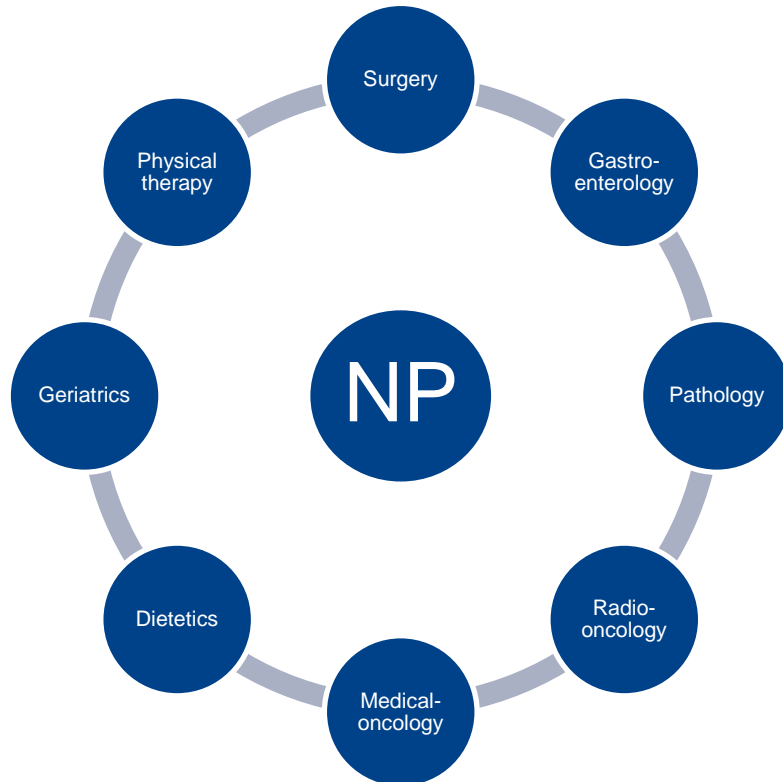 Surgery
Gastro-
enterology
Pathology
Radio-
oncology
Medical-
oncology
Dietetics
Geriatrics
Physical
therapy
NP